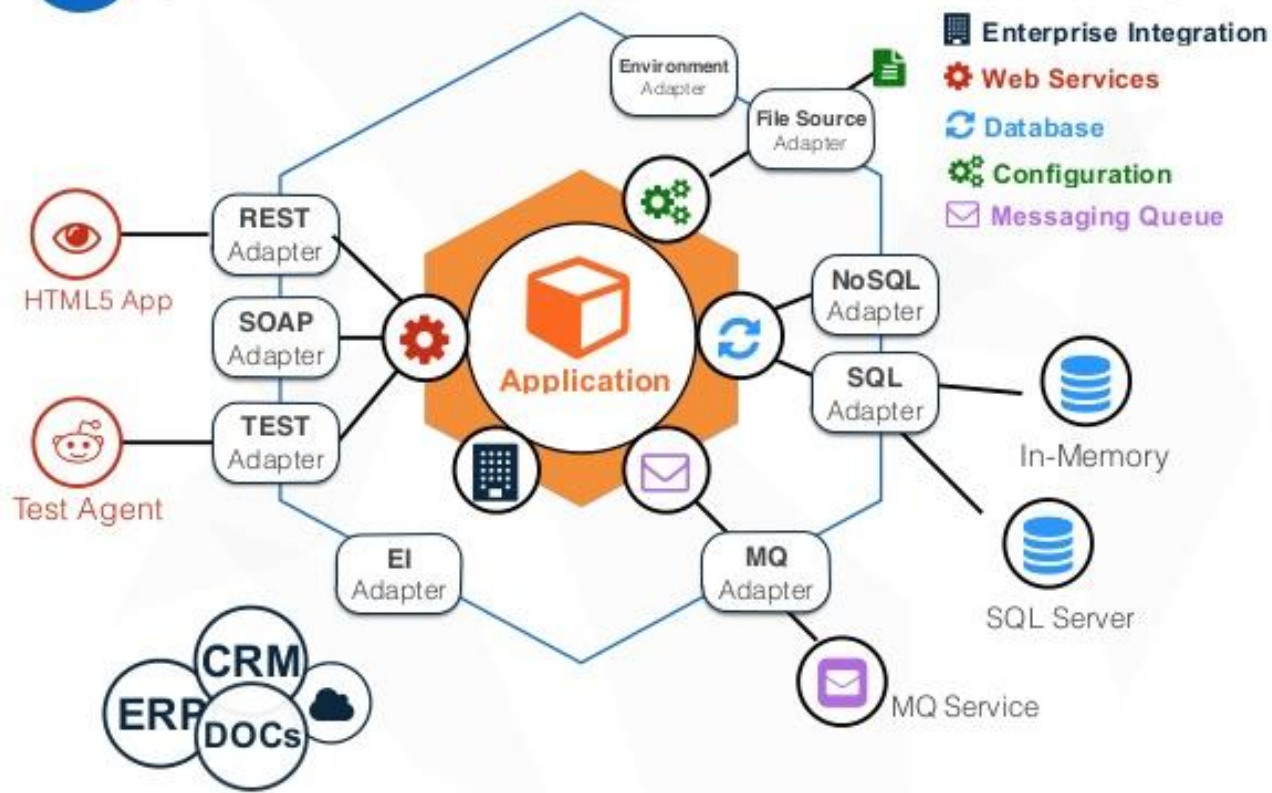 Enterprise Integration
Web Services
Database
Configuration
Messaging Queue
Environment
Adapter
File Source
Adapter
REST
Adapter
HTML5 App
SOAP
Adapter
TEST
Adapter
Test Agent
Application
NoSQL
Adapter
SQL
Adapter
In-Memory
SQL Server
EI
Adapter
MQ
Adapter
MQ Service
CRM
ERP
DOCs